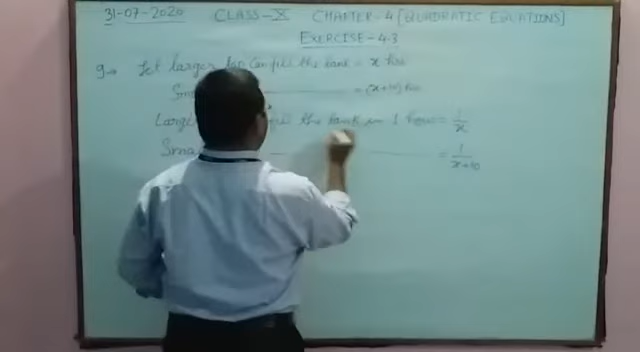 31-07-2020 CLASS-X CHAPTER-4 [QUADRATIC EQUATIONS]
EXERCISE-4.3
9→ Let larger tap can fill the tank = x hrs
= (x+10) hrs
the tank in 1 hour = 1/x
= 1/x+10